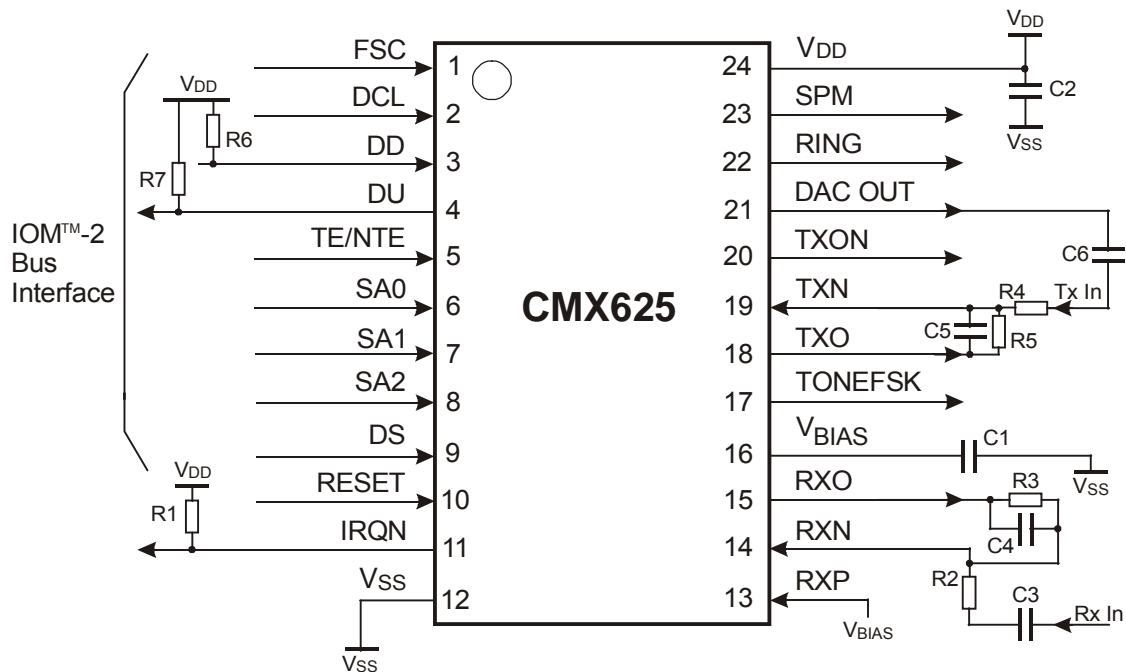 FSC
DCL
DD
DU
TE/NTE
SA0
SA1
SA2
DS
RESET
IRQN
VSS
VSS
VDD
R6
R7
VDD
R1
IOM™-2
Bus
Interface
1
2
3
4
5
6
7
8
9
10
11
12
CMX625
24
23
22
21
20
19
18
17
16
15
14
13
VDD
SPM
RING
DAC OUT
TXON
TXN
TXO
TONEFSK
VBIAS
RXO
RXN
RXP
VDD
C2
VSS
C6
R4
Tx In
C5
R5
C1
VSS
R3
C4
R2
C3
Rx In
VBIAS